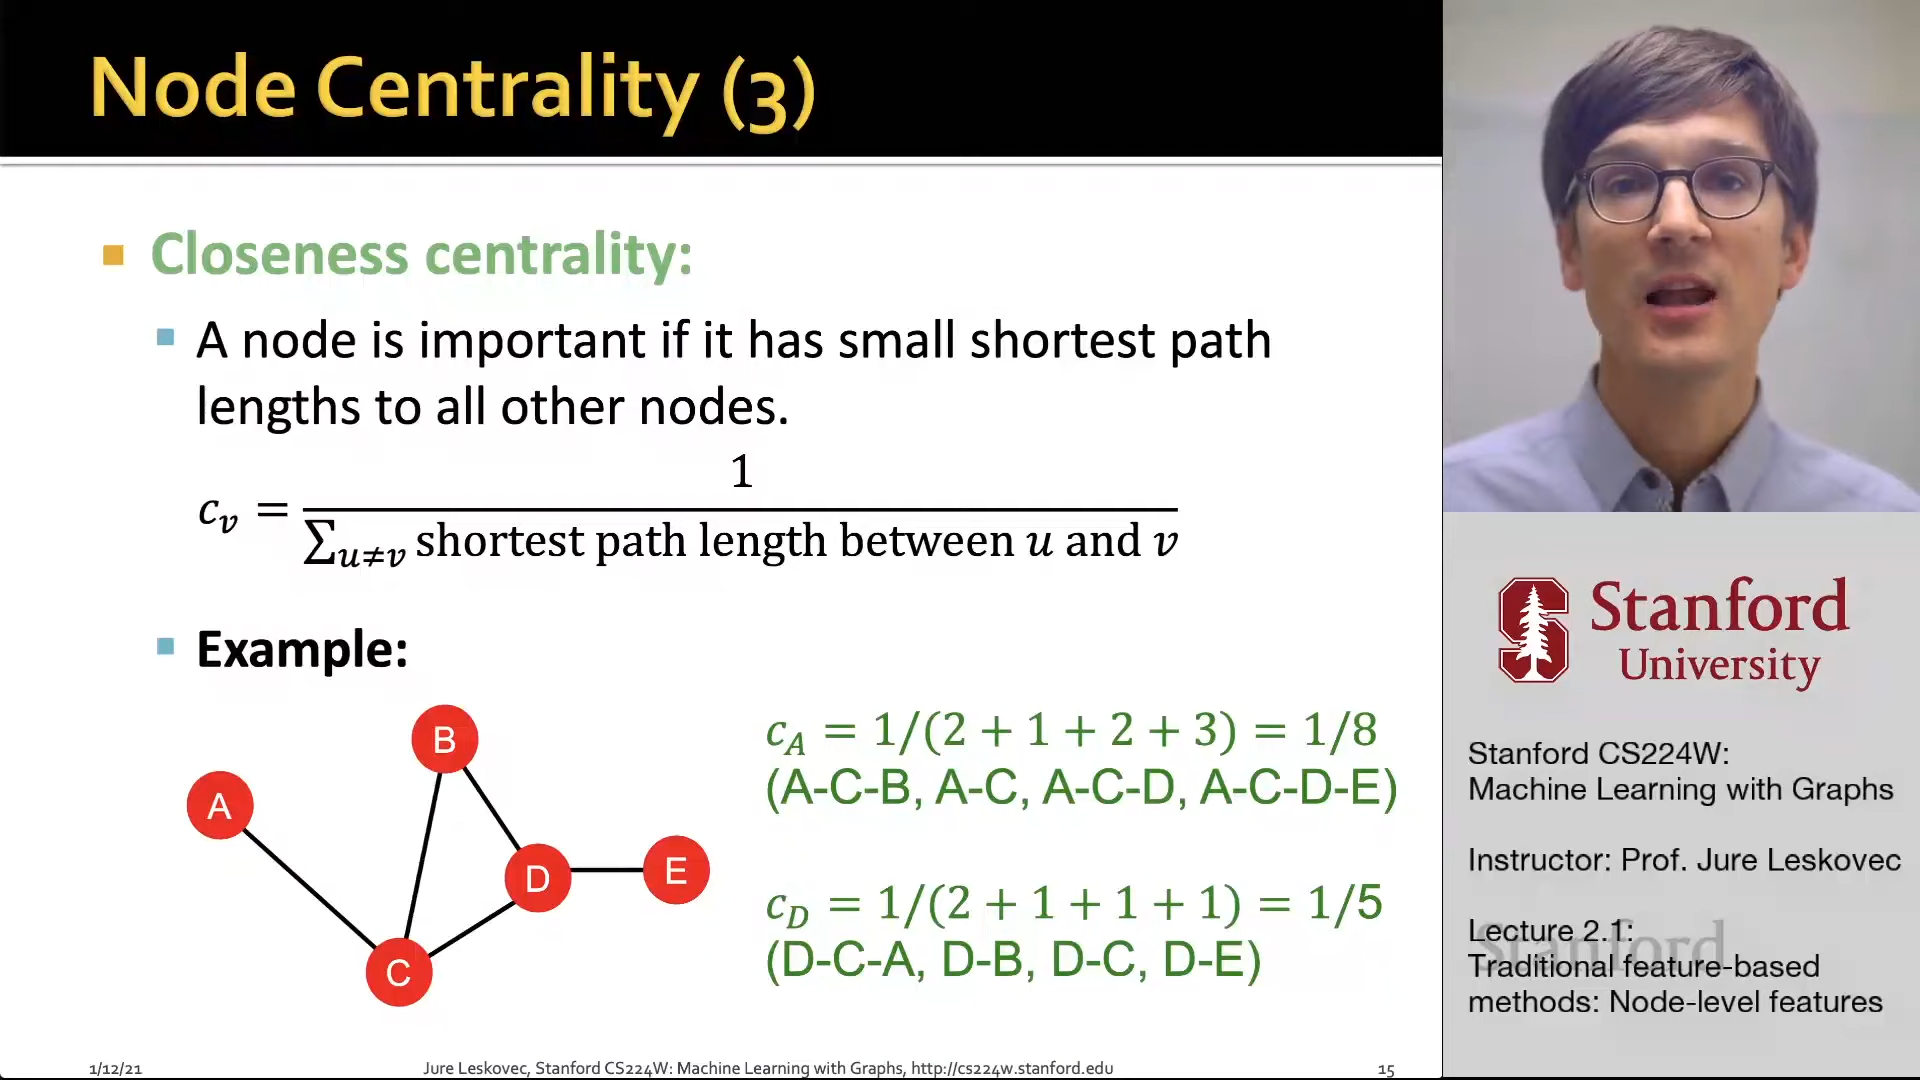 Node Centrality (3)
Closeness centrality:
A node is important if it has small shortest path
lengths to all other nodes.
c_v = 1 / ∑_{u≠v} shortest path length between u and v
Example:
A
B
C
D
E
c_A = 1/(2 + 1 + 2 + 3) = 1/8
(A-C-B, A-C, A-C-D, A-C-D-E)
c_D = 1/(2 + 1 + 1 + 1) = 1/5
(D-C-A, D-B, D-C, D-E)
1/12/21
Jure Leskovec, Stanford CS224W: Machine Learning with Graphs, http://cs224w.stanford.edu
15
Stanford
University
Stanford CS224W:
Machine Learning with Graphs
Instructor: Prof. Jure Leskovec
Lecture 2.1:
Traditional feature-based
methods: Node-level features
Stanford